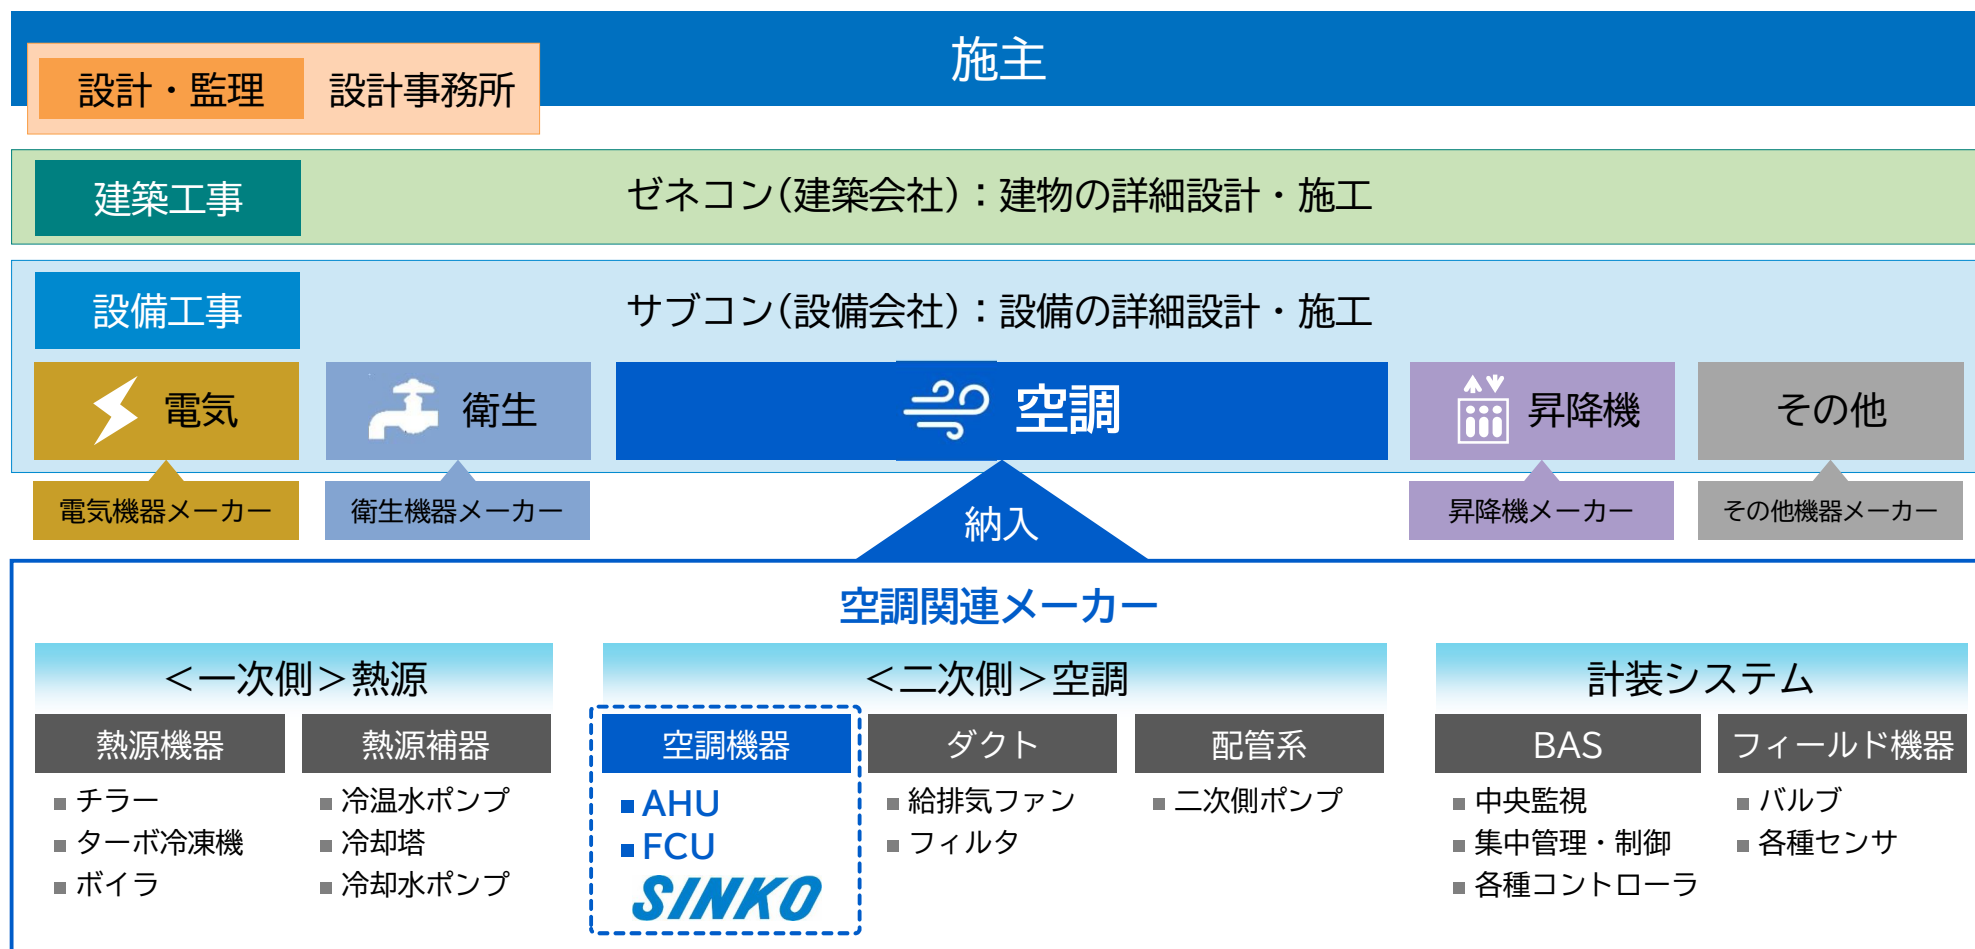 施主
設計・監理 設計事務所
建築工事 ゼネコン(建築会社)：建物の詳細設計・施工
設備工事 サブコン(設備会社)：設備の詳細設計・施工
電気 衛生 空調 昇降機 その他
電気機器メーカー 衛生機器メーカー 納入 昇降機メーカー その他機器メーカー
空調関連メーカー
＜一次側＞熱源 ＜二次側＞空調 計装システム
熱源機器 熱源補器 空調機器 ダクト 配管系 BAS フィールド機器
■ チラー ■ 冷温水ポンプ ■ AHU ■ 給排気ファン ■ 二次側ポンプ ■ 中央監視 ■ バルブ
■ ターボ冷凍機 ■ 冷却塔 ■ FCU ■ フィルタ ■ 集中管理・制御 ■ 各種センサ
■ ボイラ ■ 冷却水ポンプ SINKO ■ 各種コントローラ